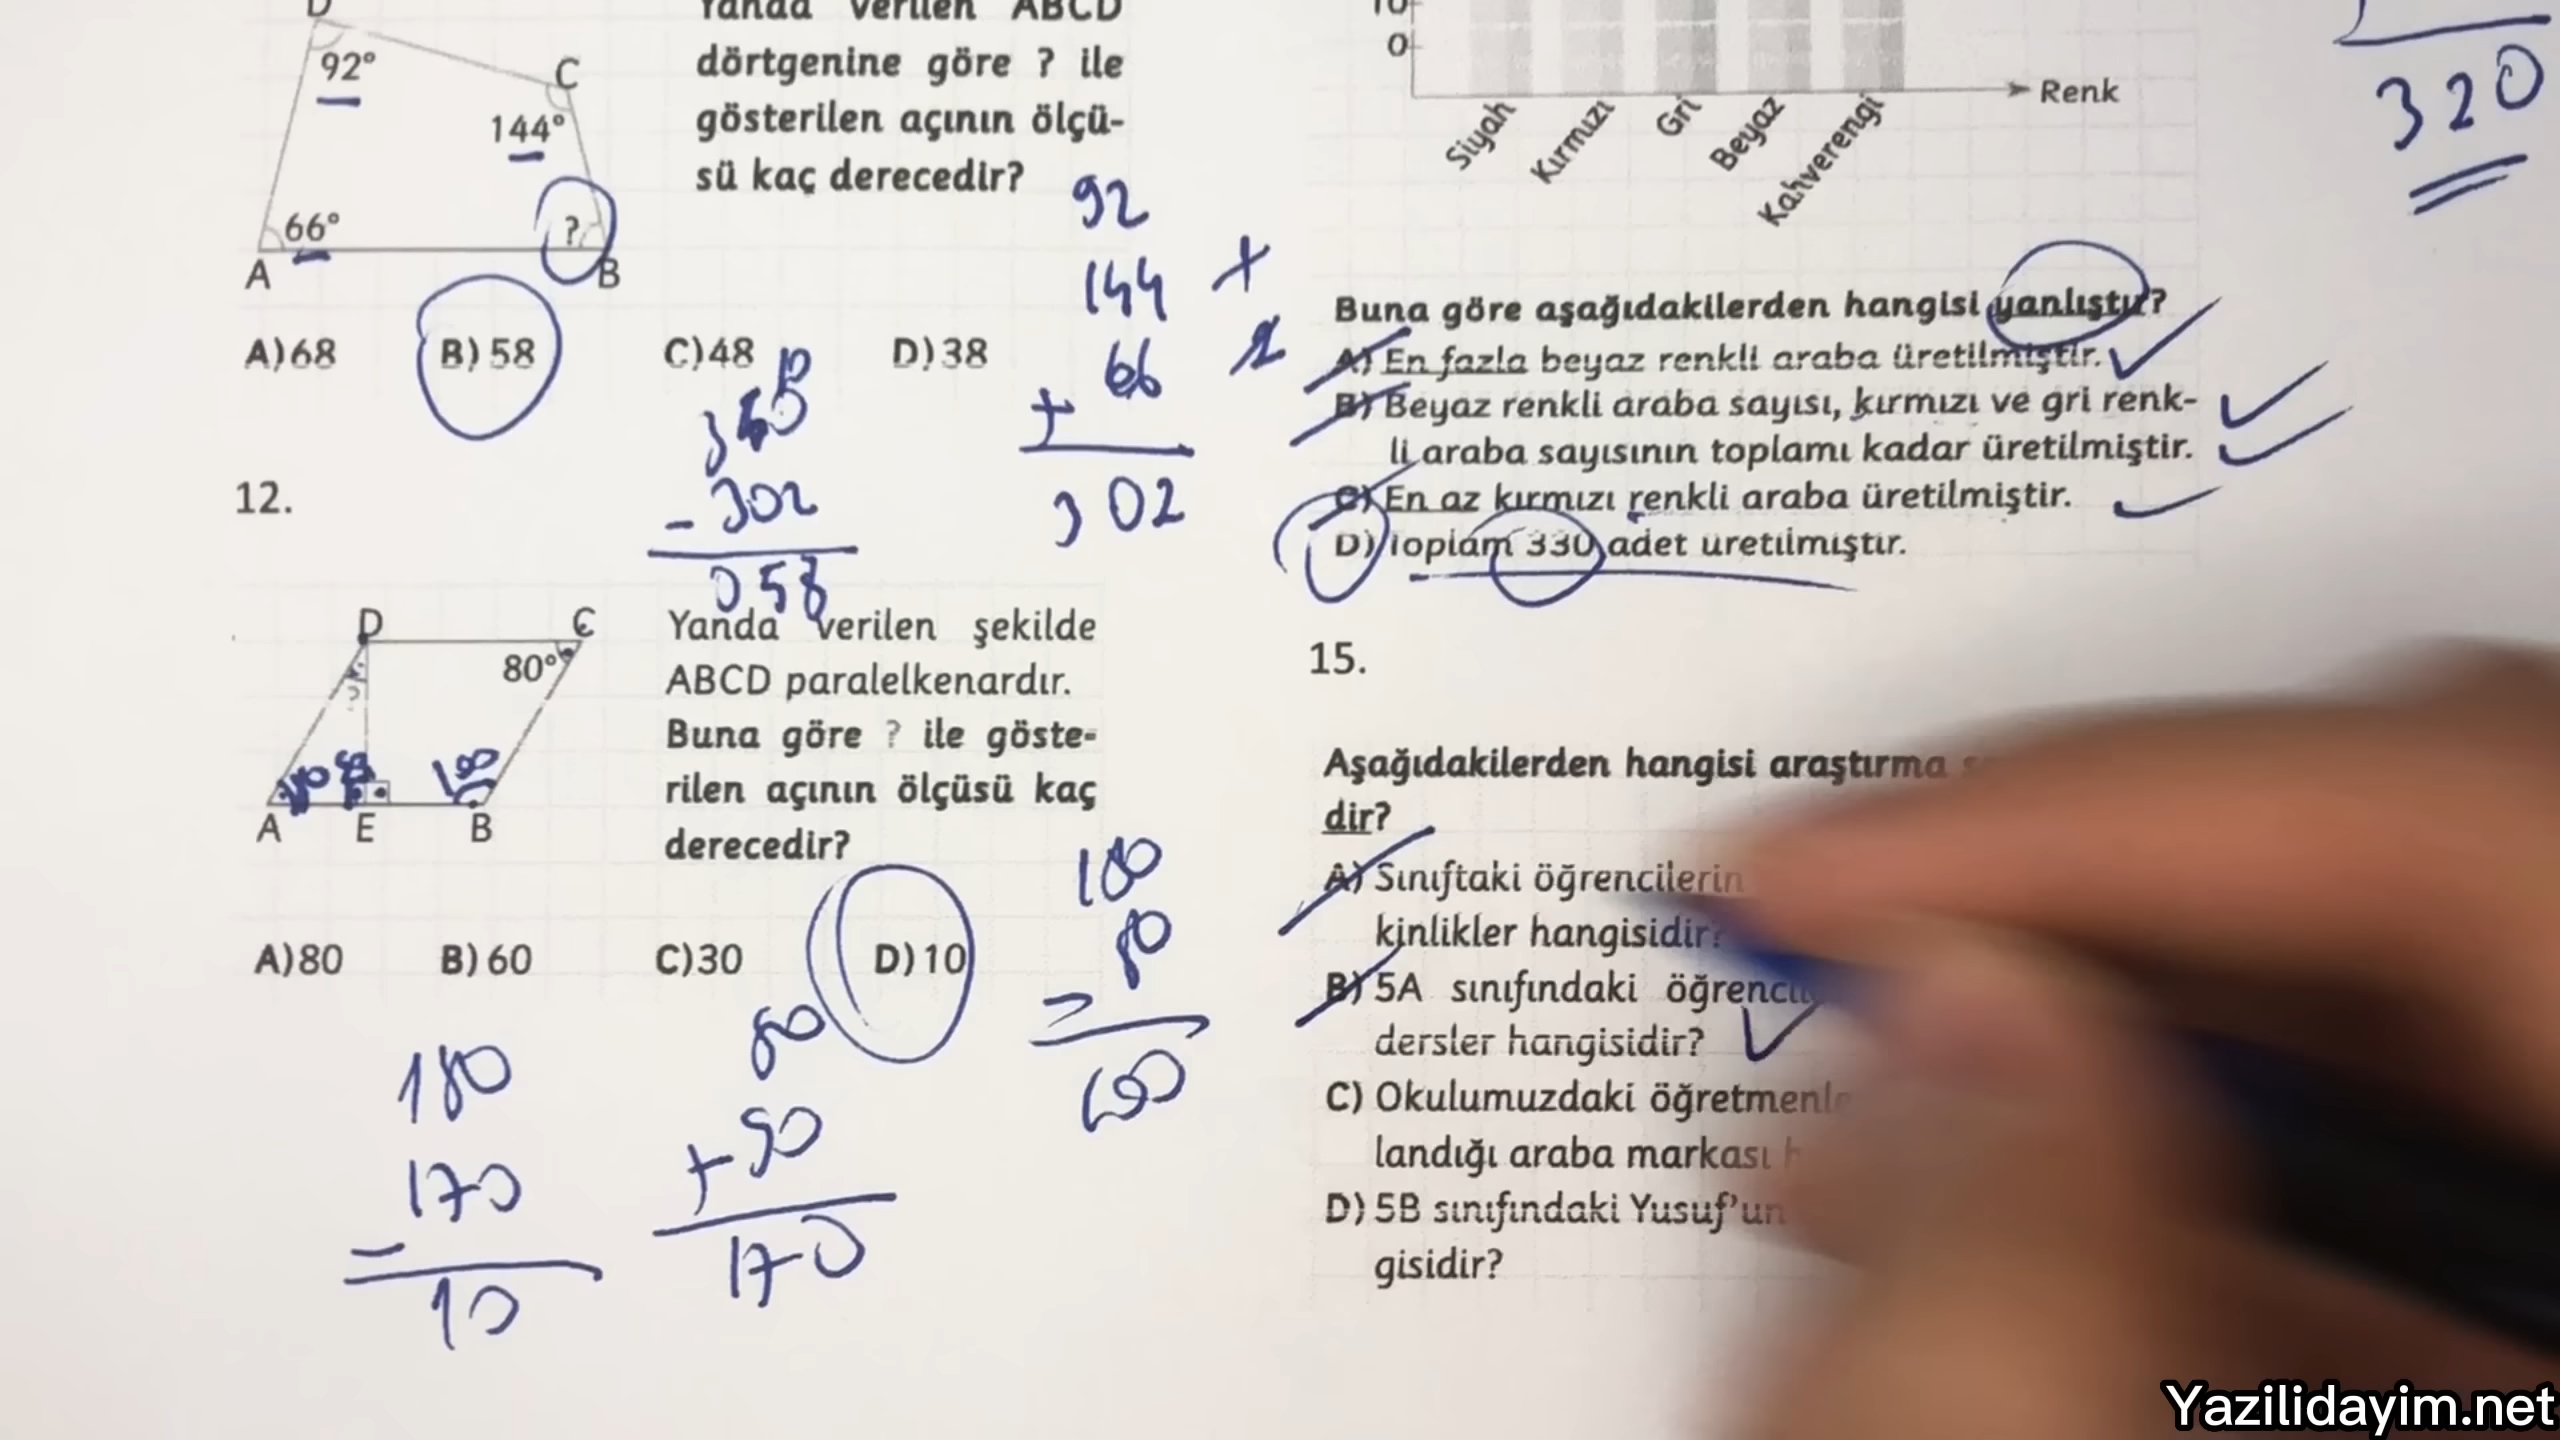 D
92°
C
144°
66°
?
A
B
Yanda verilen ABCD
dörtgenine göre ? ile
gösterilen açının ölçü-
sü kaç derecedir?
A) 68 B) 58 C) 48 D) 38
92
144 +
66
+
302
- 302
058
12.
D
C
80°
?
100
A
E
B
Yanda verilen şekilde
ABCD paralelkenardır.
Buna göre ? ile göste-
rilen açının ölçüsü kaç
derecedir?
A) 80 B) 60 C) 30 D) 10
180
80
-
100
80
+ 90
170
180
170
-
10
10
0
Siyah
Kırmızı
Gri
Beyaz
Kahverengi
Renk
320
Buna göre aşağıdakilerden hangisi yanlıştır?
A) En fazla beyaz renkli araba üretilmiştir.
B) Beyaz renkli araba sayısı, kırmızı ve gri renk-
li araba sayısının toplamı kadar üretilmiştir.
C) En az kırmızı renkli araba üretilmiştir.
D) Toplam 330 adet üretilmiştir.
15.
Aşağıdakilerden hangisi araştırma
dir?
A) Sınıftaki öğrencilerin
kinlikler hangisidir?
B) 5A sınıfındaki
dersler hangisidir?
C) Okulumuzdaki
landığı araba markası
D) 5B sınıfındaki Yusuf'un
gisidir?
Yazilidayim.net